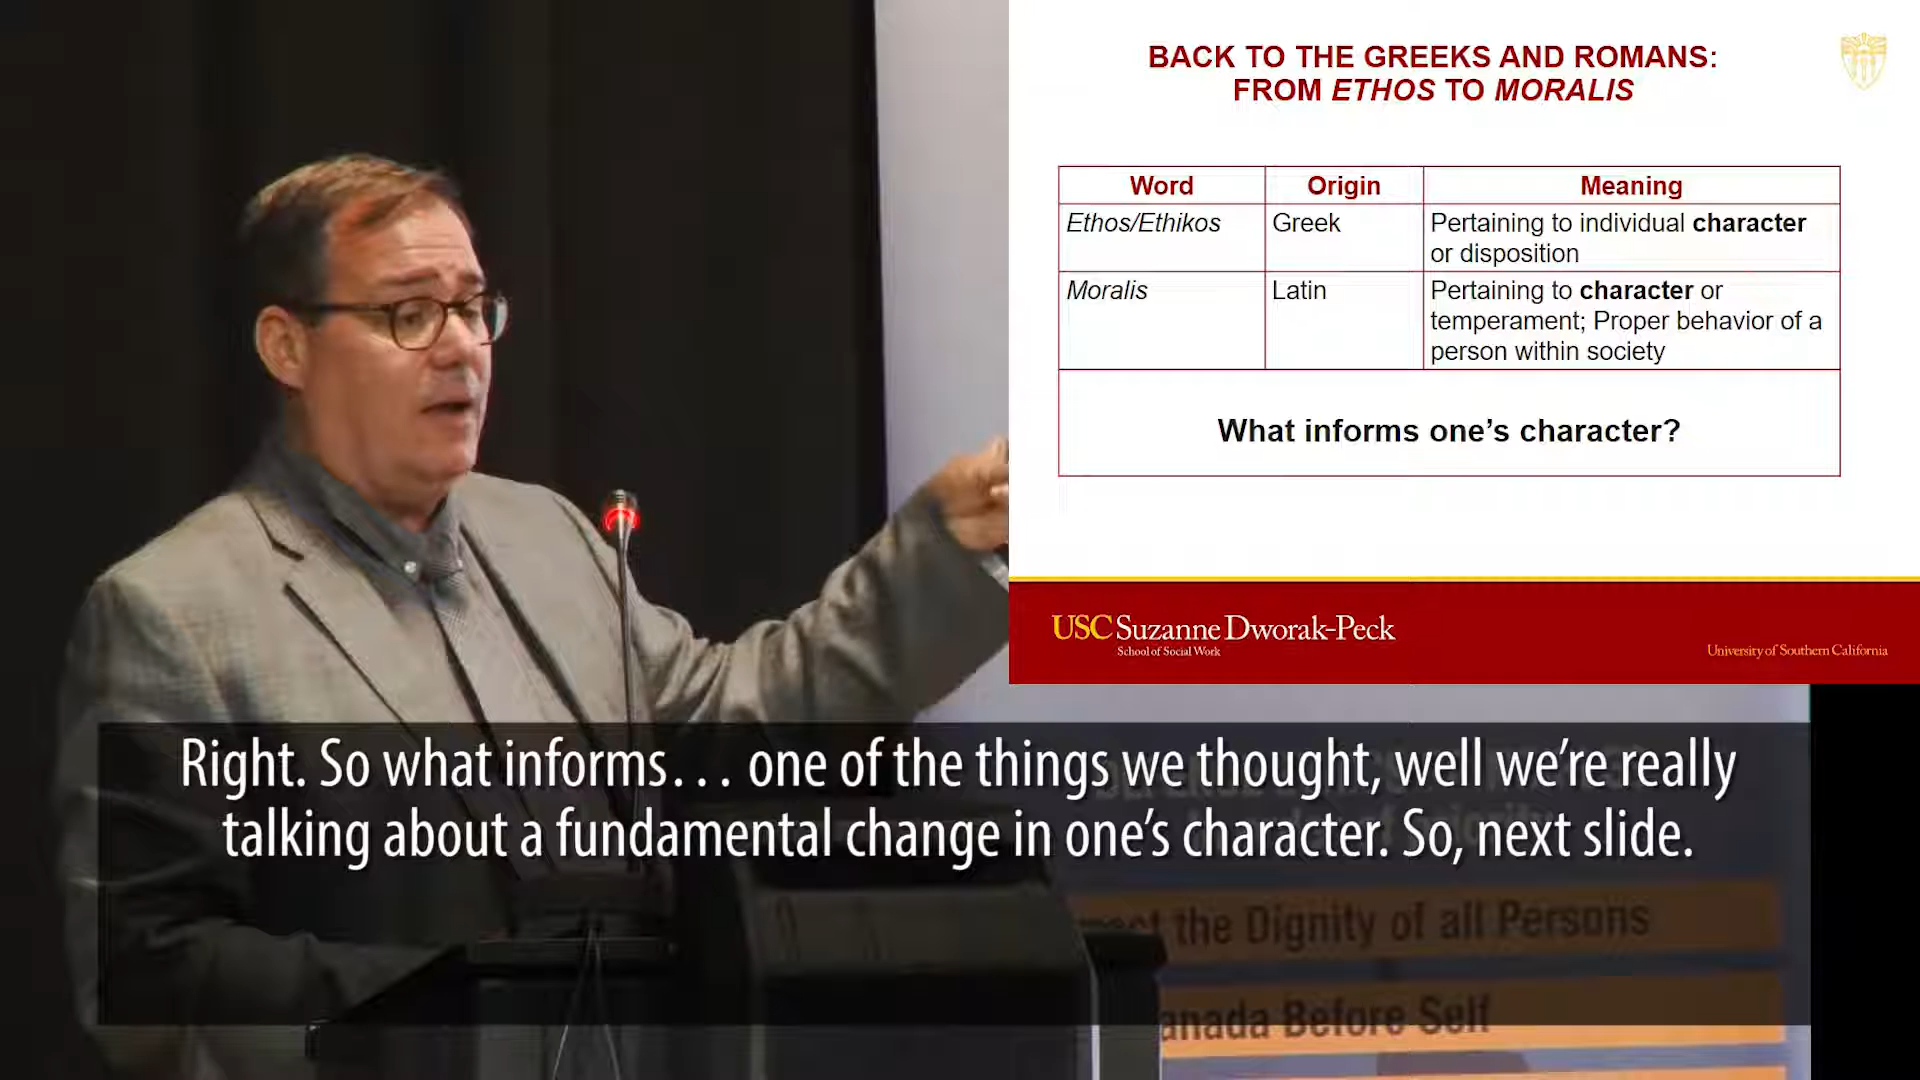 BACK TO THE GREEKS AND ROMANS:
FROM ETHOS TO MORALIS
Word Origin Meaning
Ethos/Ethikos Greek Pertaining to individual character
or disposition
Moralis Latin Pertaining to character or
temperament; Proper behavior of a
person within society
What informs one's character?
USC Suzanne Dworak-Peck
School of Social Work
University of Southern California
Right. So what informs… one of the things we thought, well we’re really
talking about a fundamental change in one’s character. So, next slide.
the Dignity of all Persons
Before Self